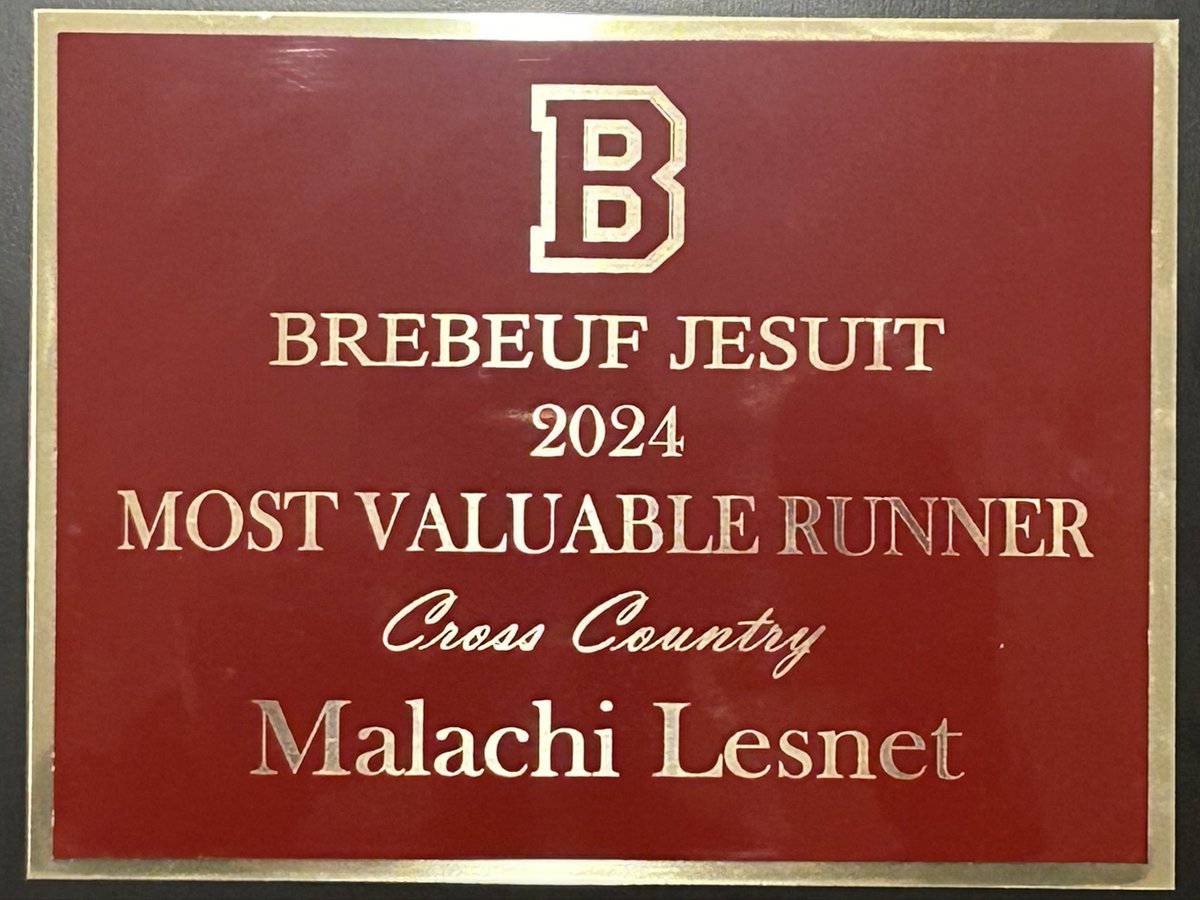 B
BREBEUF JESUIT
2024
MOST VALUABLE RUNNER
Cross Country
Malachi Lesnet